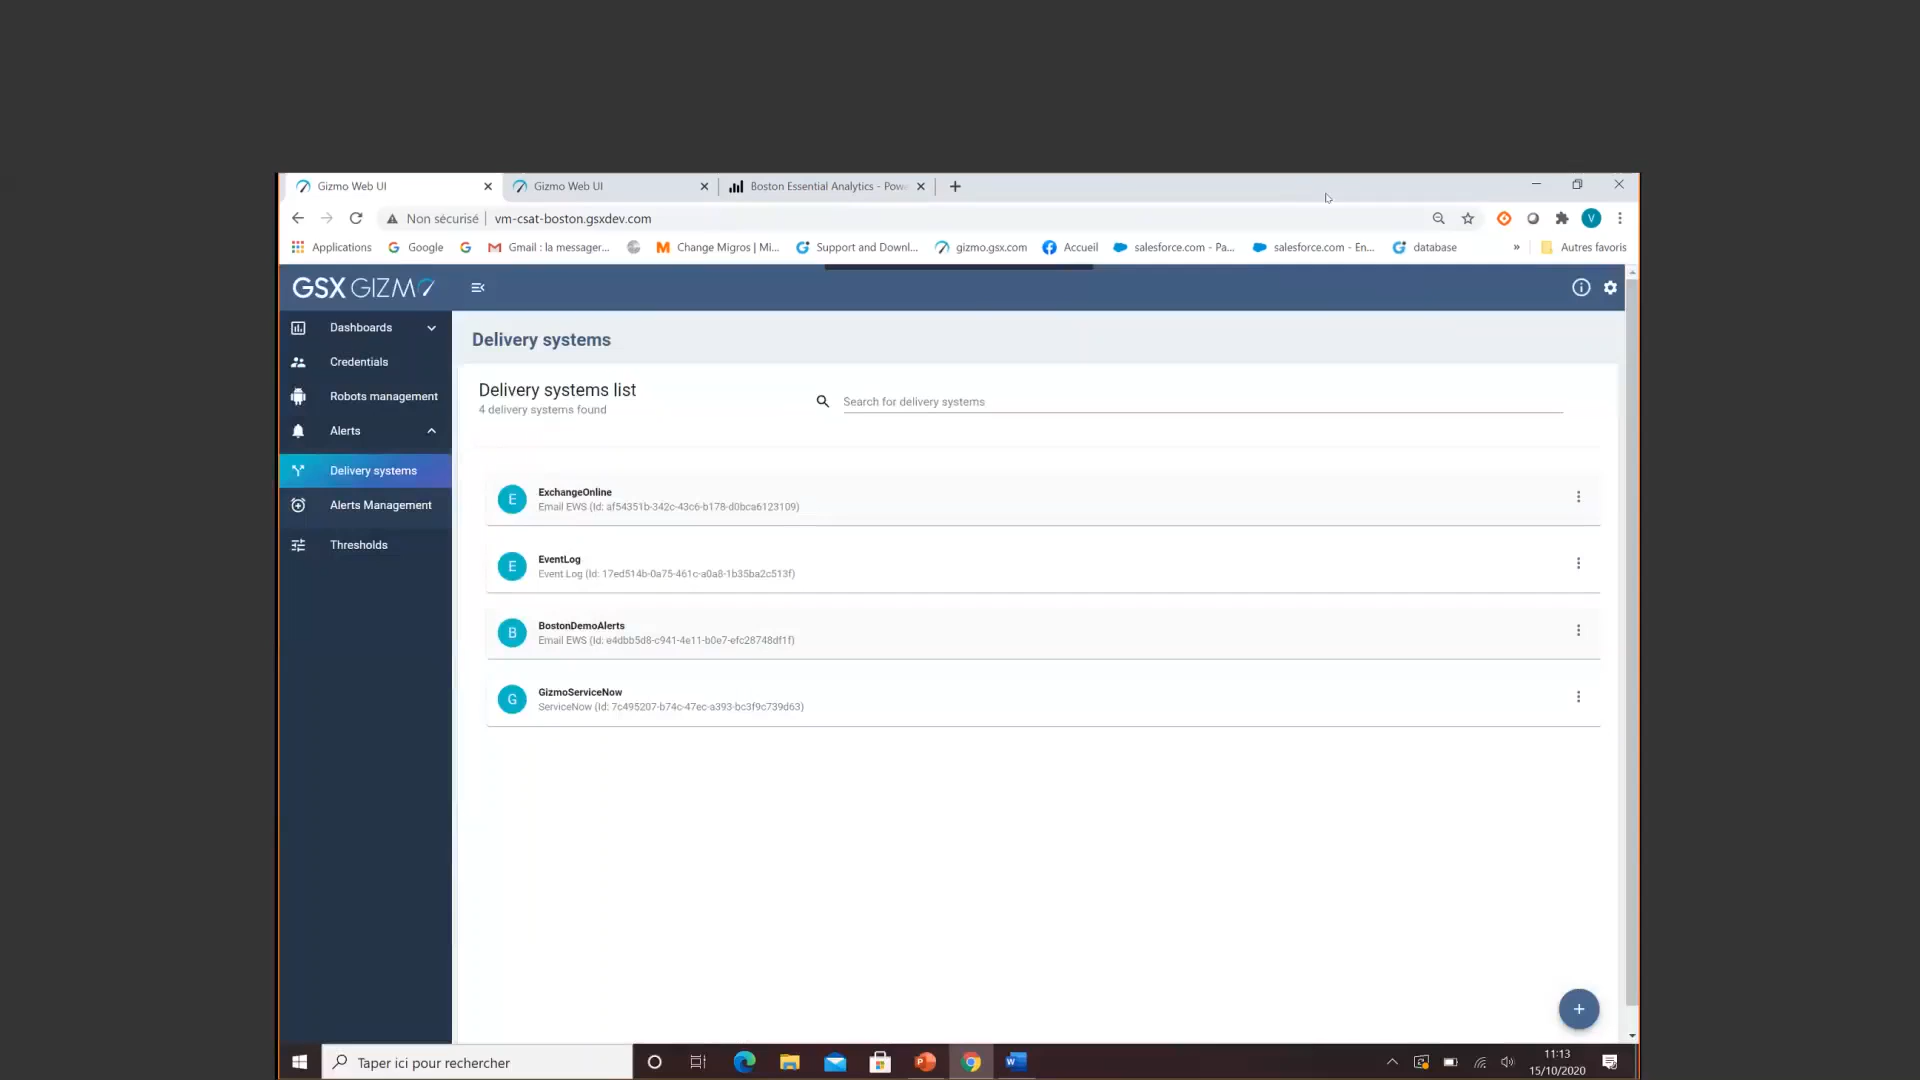 Gizmo Web UI
Gizmo Web UI
Boston Essential Analytics - Pow
Non sécurisé
vm-csat-boston.gsxdev.com
Applications
Google
Gmail : la messager...
Change Migros | Mi...
Support and Downl...
gizmo.gsx.com
Accueil
salesforce.com - Pa...
salesforce.com - En...
database
Autres favoris
GSX GIZMO
Dashboards
Credentials
Robots management
Alerts
Delivery systems
Alerts Management
Thresholds
Delivery systems
Delivery systems list
4 delivery systems found
Search for delivery systems
E
ExchangeOnline
Email EWS (Id: af54351b-342c-43c6-b178-d0bca6123109)
E
EventLog
Event Log (Id: 17ed514b-0a75-461c-a0a8-1b35ba2c513f)
B
BostonDemoAlerts
Email EWS (Id: e4dbb5d8-c941-4e11-b0e7-efc28748df1f)
G
GizmoServiceNow
ServiceNow (Id: 7c495207-b74c-47ec-a393-bc3f9c739d63)
Taper ici pour rechercher
11:13
15/10/2020